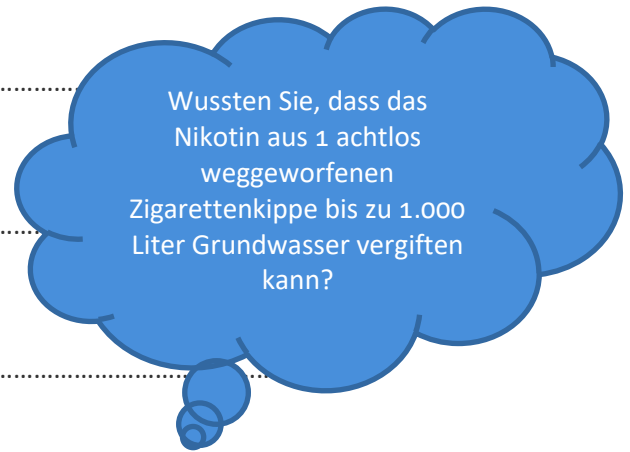 Wussten Sie, dass das
Nikotin aus 1 achtlos
weggeworfenen
Zigarettenkippe bis zu 1.000
Liter Grundwasser vergiften
kann?